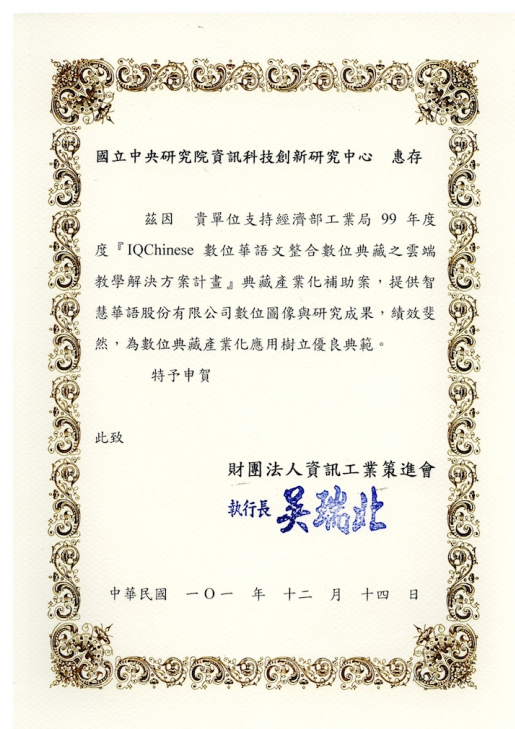 國立中央研究院資訊科技創新研究中心　惠存
茲因　貴單位支持經濟部工業局 99 年度
度『IQChinese 數位華語文整合數位典藏之雲端
教學解決方案計畫』典藏產業化補助案，提供智
慧華語股份有限公司數位圖像與研究成果，績效斐
然，為數位典藏產業化應用樹立優良典範。
特予申賀
此致
財團法人資訊工業策進會
執行長 吳瑞北
中華民國 一〇一 年 十二 月 十四 日